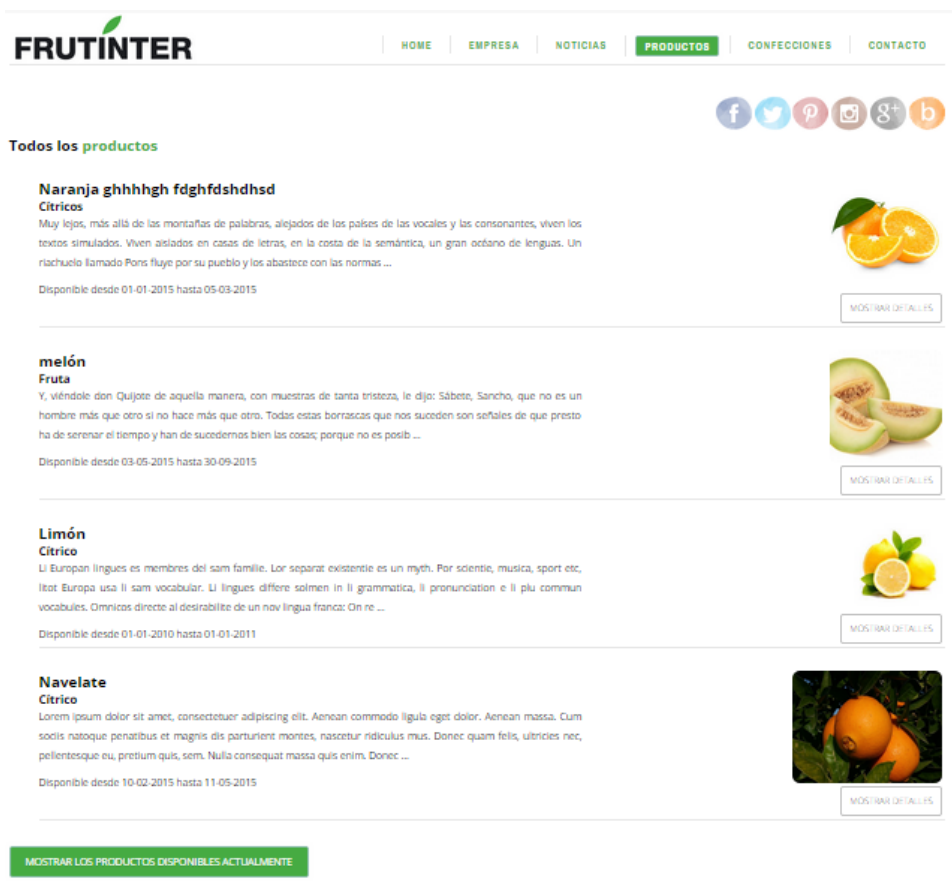 FRUTINTER
HOME
EMPRESA
NOTICIAS
PRODUCTOS
CONFECCIONES
CONTACTO
f
p
g+
b
Todos los productos
Naranja ghhhhgh fdghfdshdhsd
Cítricos
Muy lejos, más allá de las montañas de palabras, alejados de los países de las vocales y las consonantes, viven los
textos simulados. Viven aislados en casas de letras, en la costa de la semántica, un gran océano de lenguas. Un
riachuelo llamado Pons fluye por su pueblo y los abastece con las normas ...
Disponible desde 01-01-2015 hasta 05-03-2015
MOSTRAR DETALLES
melón
Fruta
Y, viéndole don Quijote de aquella manera, con muestras de tanta tristeza, le dijo: Sábete, Sancho, que no es un
hombre más que otro si no hace más que otro. Todas estas borrascas que nos suceden son señales de que presto
ha de serenar el tiempo y han de sucedernos bien las cosas; porque no es posib ...
Disponible desde 03-05-2015 hasta 30-09-2015
MOSTRAR DETALLES
Limón
Cítrico
Li Europan lingues es membres del sam familie. Lor separat existentie es un myth. Por scientie, musica, sport etc,
litot Europa usa li sam vocabular. Li lingues differe solmen in li grammatica, li pronunciation e li plu commun
vocabules. Omnicos directe al desirabilite de un nov lingua franca: On re ...
Disponible desde 01-01-2010 hasta 01-01-2011
MOSTRAR DETALLES
Navelate
Cítrico
Lorem ipsum dolor sit amet, consectetuer adipiscing elit. Aenean commodo ligula eget dolor. Aenean massa. Cum
sociis natoque penatibus et magnis dis parturient montes, nascetur ridiculus mus. Donec quam felis, ultricies nec,
pellentesque eu, pretium quis, sem. Nulla consequat massa quis enim. Donec ...
Disponible desde 10-02-2015 hasta 11-05-2015
MOSTRAR DETALLES
MOSTRAR LOS PRODUCTOS DISPONIBLES ACTUALMENTE